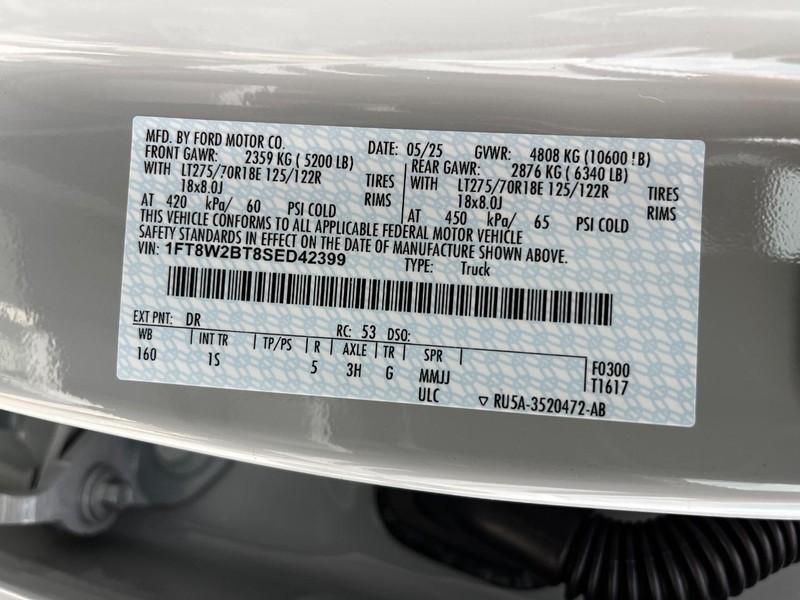 MFD. BY FORD MOTOR CO. DATE: 05/25 GVWR: 4808 KG (10600 !B)
FRONT GAWR: 2359 KG ( 5200 LB) REAR GAWR: 2876 KG ( 6340 LB)
WITH LT275/70R18E 125/122R TIRES WITH LT275/70R18E 125/122R TIRES
18x8.0J RIMS 18x8.0J RIMS
AT 420 kPa/ 60 PSI COLD AT 450 kPa/ 65 PSI COLD
THIS VEHICLE CONFORMS TO ALL APPLICABLE FEDERAL MOTOR VEHICLE
SAFETY STANDARDS IN EFFECT ON THE DATE OF MANUFACTURE SHOWN ABOVE.
VIN: 1FT8W2BT8SED42399 TYPE: Truck
EXT PNT: DR RC: 53 DSO:
WB INT TR TP/PS R AXLE TR SPR F0300
160 1S 5 3H G MMJJ T1617
ULC RU5A-3520472-AB